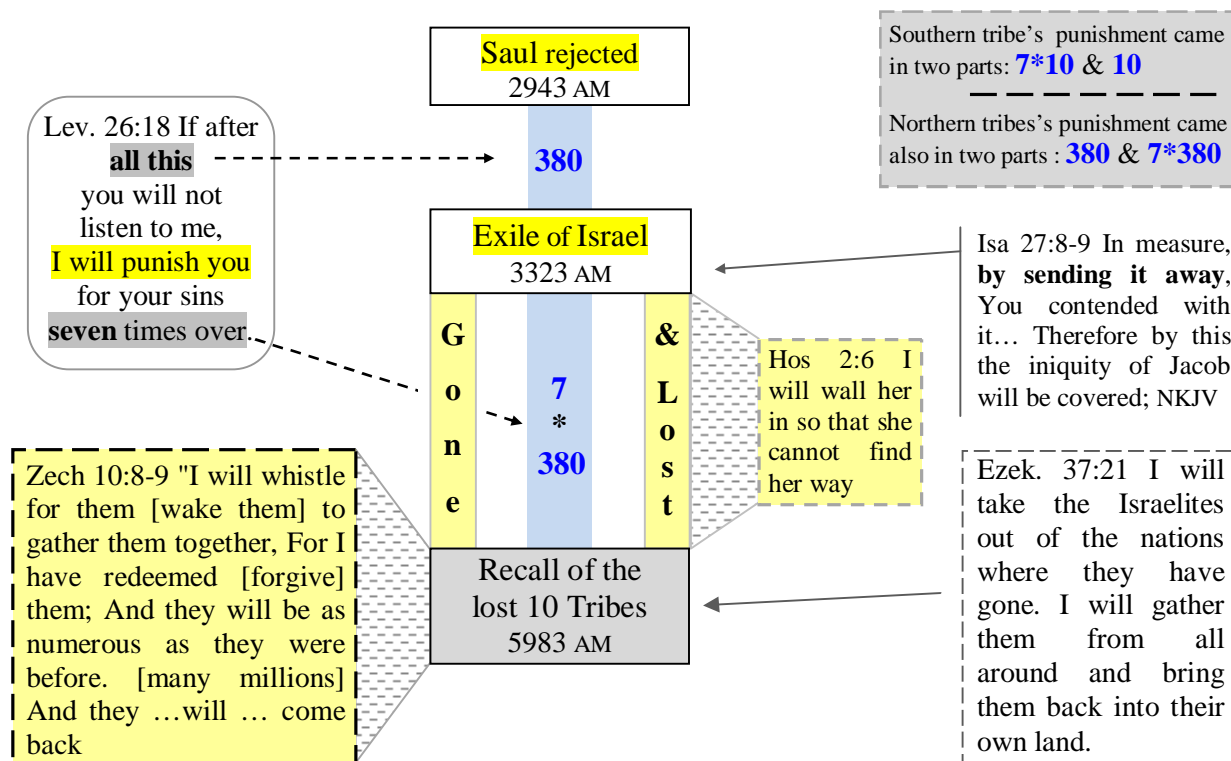 Saul rejected
2943 AM
Southern tribe's punishment came
in two parts: 7*10 & 10
Northern tribes's punishment came
also in two parts : 380 & 7*380
Lev. 26:18 If after
all this
you will not
listen to me,
I will punish you
for your sins
seven times over.
380
Exile of Israel
3323 AM
Isa 27:8-9 In measure,
by sending it away,
You contended with
it… Therefore by this
the iniquity of Jacob
will be covered; NKJV
G
o
n
e
7
*
380
&
L
o
s
t
Hos 2:6 I
will wall her
in so that she
cannot find
her way
Zech 10:8-9 "I will whistle
for them [wake them] to
gather them together, For I
have redeemed [forgive]
them; And they will be as
numerous as they were
before. [many millions]
And they …will … come
back
Recall of the
lost 10 Tribes
5983 AM
Ezek. 37:21 I will
take the Israelites
out of the nations
where they have
gone. I will gather
them from all
around and bring
them back into their
own land.